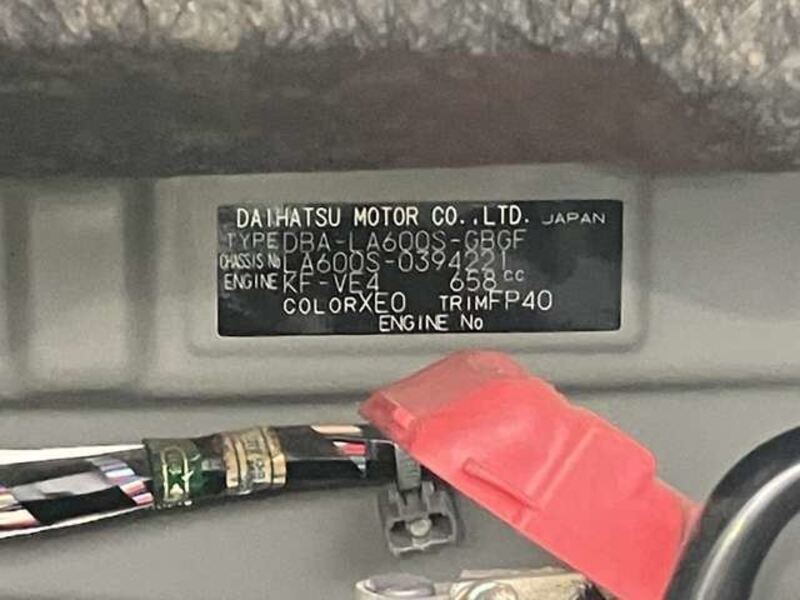 DAIHATSU MOTOR CO.,LTD. JAPAN
TYPE DBA-LA600S-GBGF
CHASSIS No LA600S-0394221
ENGINE KF-VE4 658 cc
COLOR XE0 TRIM FP40
ENGINE No